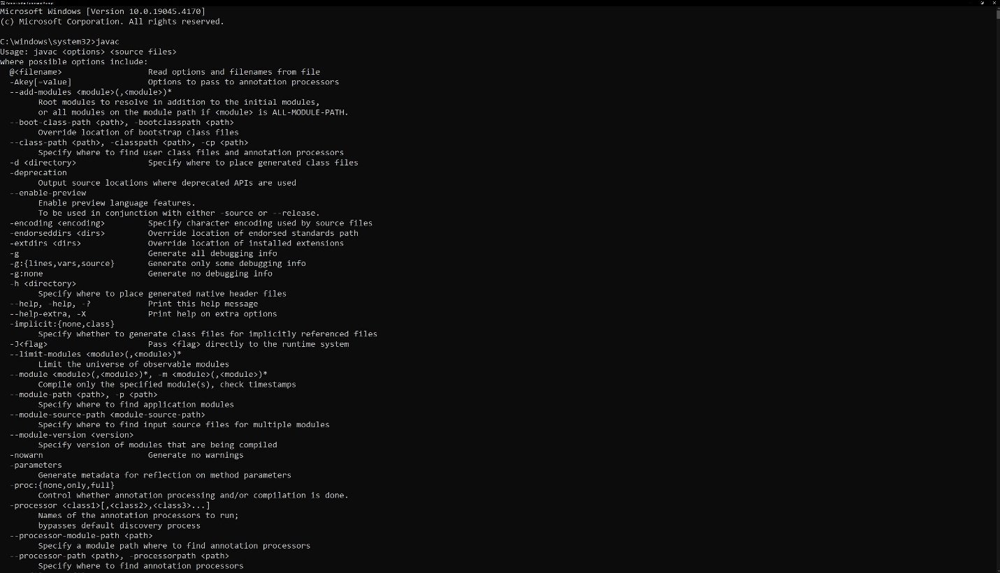 Administrator: Command Prompt
Microsoft Windows [Version 10.0.19045.4170]
(c) Microsoft Corporation. All rights reserved.

C:\windows\system32>javac
Usage: javac <options> <source files>
where possible options include:
  @<filename>                  Read options and filenames from file
  -Akey[=value]                Options to pass to annotation processors
  --add-modules <module>(,<module>)*
        Root modules to resolve in addition to the initial modules,
        or all modules on the module path if <module> is ALL-MODULE-PATH.
  --boot-class-path <path>, -bootclasspath <path>
        Override location of bootstrap class files
  --class-path <path>, -classpath <path>, -cp <path>
        Specify where to find user class files and annotation processors
  -d <directory>               Specify where to place generated class files
  -deprecation
        Output source locations where deprecated APIs are used
  --enable-preview
        Enable preview language features.
        To be used in conjunction with either -source or --release.
  -encoding <encoding>         Specify character encoding used by source files
  -endorseddirs <dirs>         Override location of endorsed standards path
  -extdirs <dirs>              Override location of installed extensions
  -g                           Generate all debugging info
  -g:{lines,vars,source}       Generate only some debugging info
  -g:none                      Generate no debugging info
  -h <directory>
        Specify where to place generated native header files
  --help, -help, -?            Print this help message
  --help-extra, -X             Print help on extra options
  -implicit:{none,class}
        Specify whether to generate class files for implicitly referenced files
  -J<flag>                     Pass <flag> directly to the runtime system
  --limit-modules <module>(,<module>)*
        Limit the universe of observable modules
  --module <module>(,<module>)*, -m <module>(,<module>)*
        Compile only the specified module(s), check timestamps
  --module-path <path>, -p <path>
        Specify where to find application modules
  --module-source-path <module-source-path>
        Specify where to find input source files for multiple modules
  --module-version <version>
        Specify version of modules that are being compiled
  -nowarn                      Generate no warnings
  -parameters
        Generate metadata for reflection on method parameters
  -proc:{none,only,full}
        Control whether annotation processing and/or compilation is done.
  -processor <class1>[,<class2>,<class3>...]
        Names of the annotation processors to run;
        bypasses default discovery process
  --processor-module-path <path>
        Specify a module path where to find annotation processors
  --processor-path <path>, -processorpath <path>
        Specify where to find annotation processors